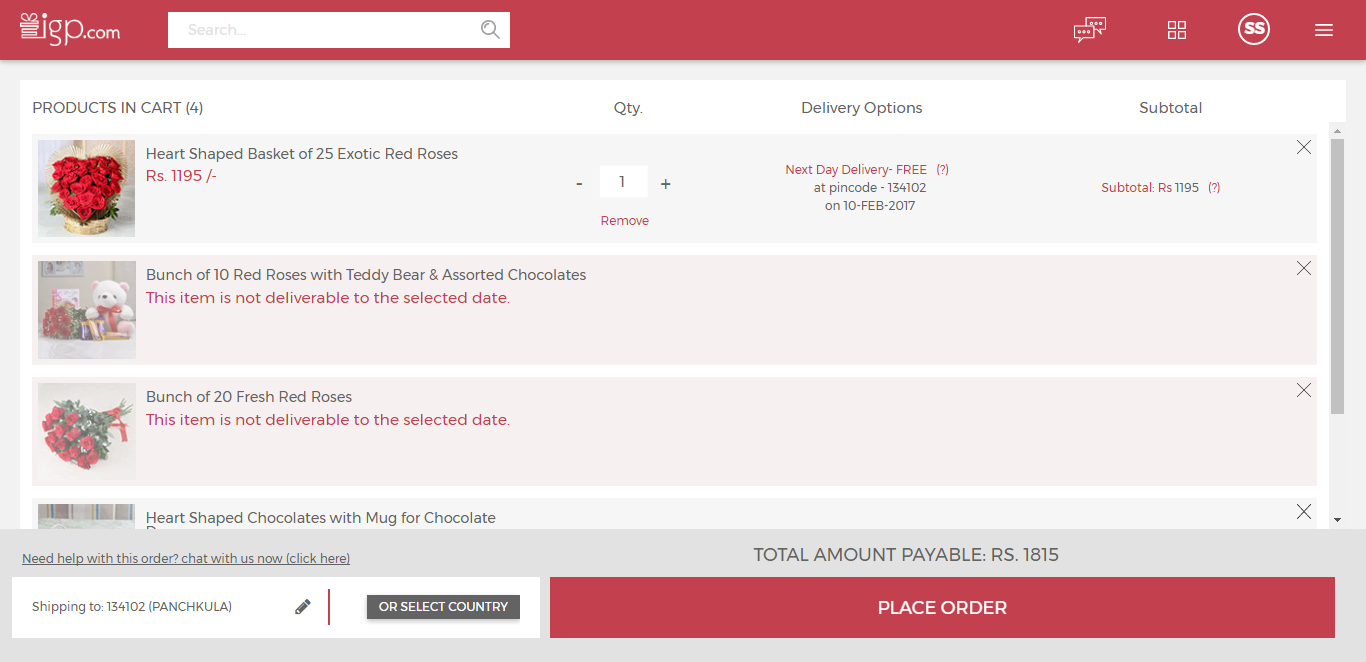 igp.com
Search...
SS
PRODUCTS IN CART (4) Qty. Delivery Options Subtotal
Heart Shaped Basket of 25 Exotic Red Roses
Rs. 1195 /-
- 1 +
Remove
Next Day Delivery- FREE (?)
at pincode - 134102
on 10-FEB-2017
Subtotal: Rs 1195 (?)
Bunch of 10 Red Roses with Teddy Bear & Assorted Chocolates
This item is not deliverable to the selected date.
Bunch of 20 Fresh Red Roses
This item is not deliverable to the selected date.
Heart Shaped Chocolates with Mug for Chocolate
Need help with this order? chat with us now (click here)
TOTAL AMOUNT PAYABLE: RS. 1815
Shipping to: 134102 (PANCHKULA)
OR SELECT COUNTRY
PLACE ORDER